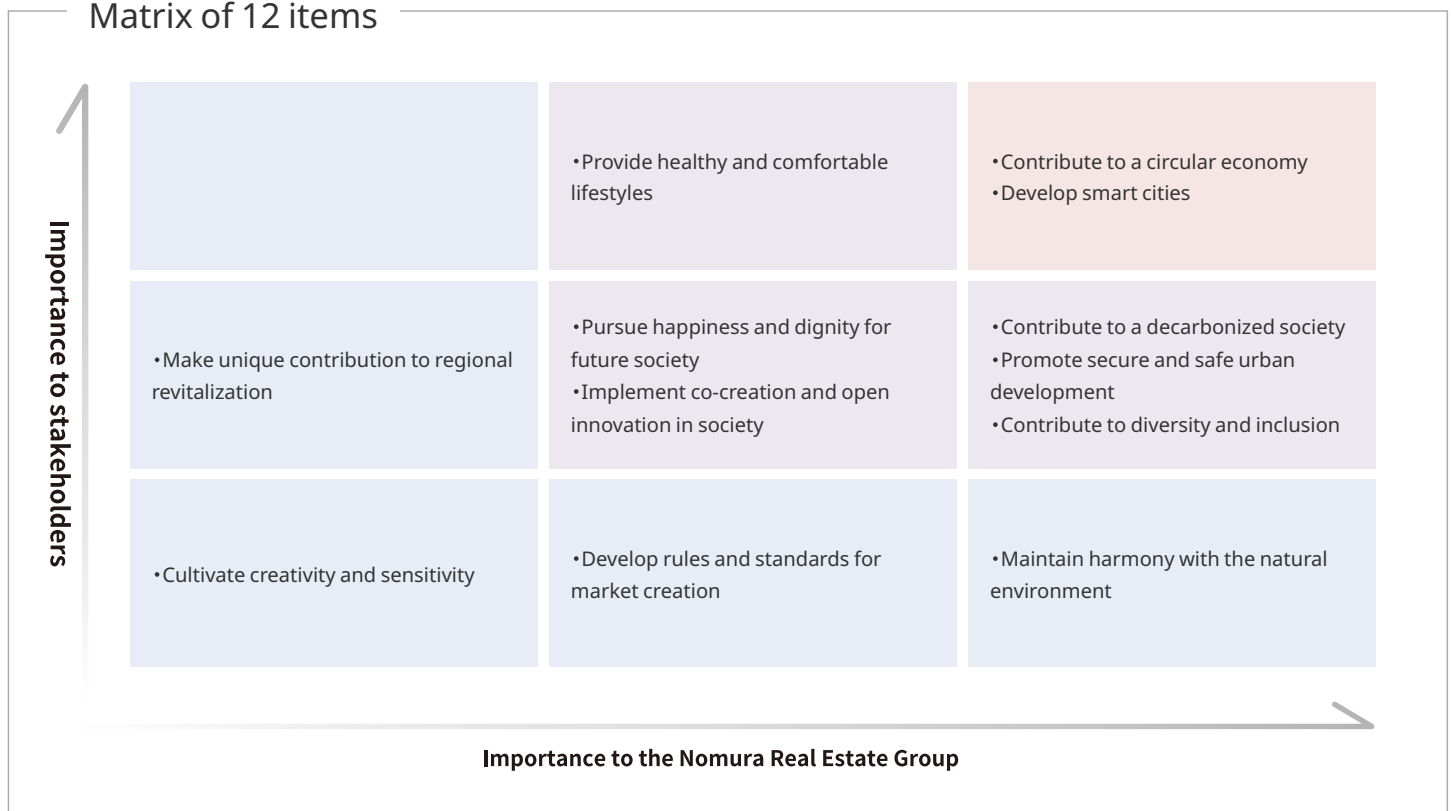 Matrix of 12 items
Importance to stakeholders
•Provide healthy and comfortable
lifestyles
•Contribute to a circular economy
•Develop smart cities
•Make unique contribution to regional
revitalization
•Pursue happiness and dignity for
future society
•Implement co-creation and open
innovation in society
•Contribute to a decarbonized society
•Promote secure and safe urban
development
•Contribute to diversity and inclusion
•Cultivate creativity and sensitivity
•Develop rules and standards for
market creation
•Maintain harmony with the natural
environment
Importance to the Nomura Real Estate Group